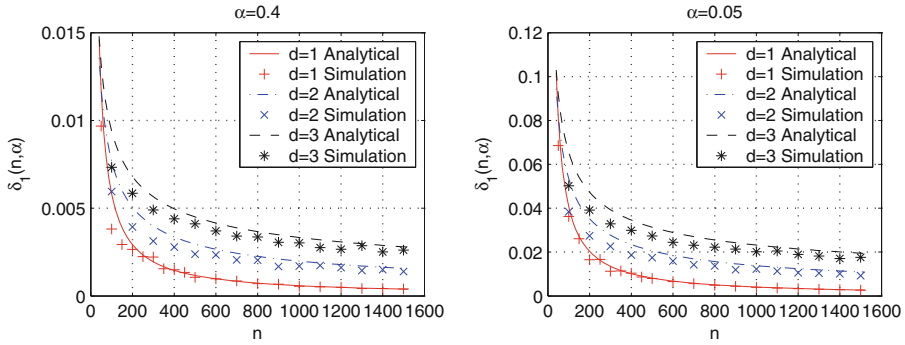 α=0.4
0.015
0.01
0.005
0
δ1(n,α)
d=1 Analytical
d=1 Simulation
d=2 Analytical
d=2 Simulation
d=3 Analytical
d=3 Simulation
0 200 400 600 800 1000 1200 1400 1600
n
α=0.05
0.12
0.1
0.08
0.06
0.04
0.02
0
δ1(n,α)
d=1 Analytical
d=1 Simulation
d=2 Analytical
d=2 Simulation
d=3 Analytical
d=3 Simulation
0 200 400 600 800 1000 1200 1400 1600
n